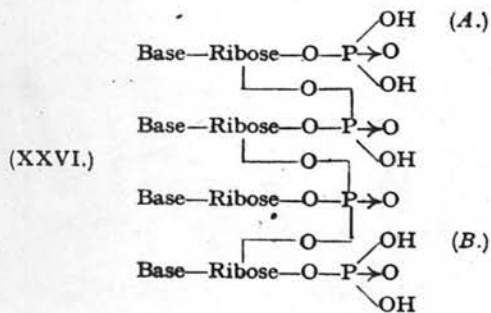 OH (A.)
Base—Ribose—O—P→O
O OH
Base—Ribose—O—P→O
(XXVI.) O OH
Base—Ribose—O—P→O
O OH (B.)
Base—Ribose—O—P→O
OH